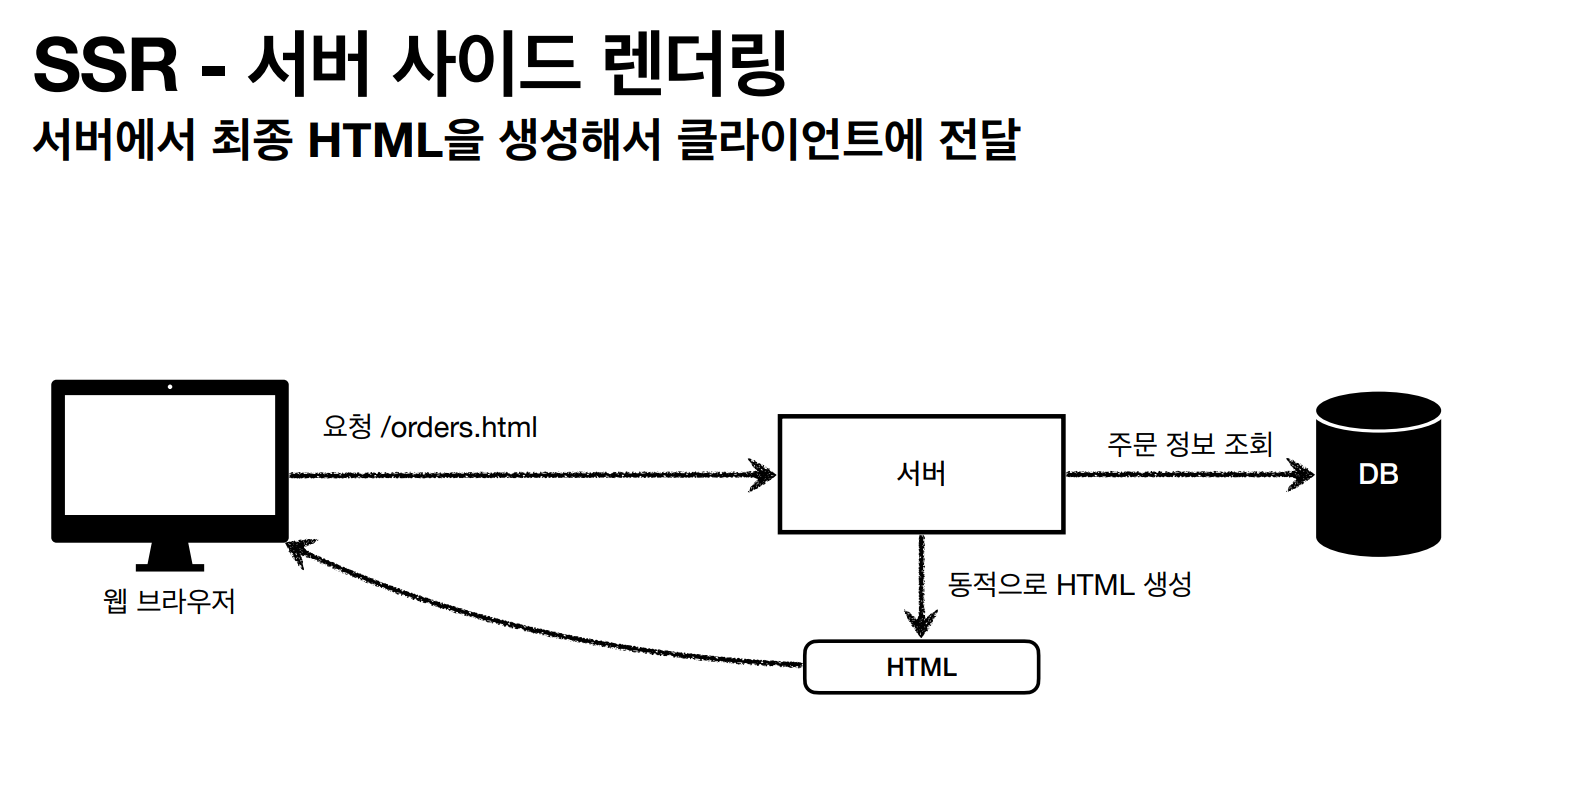 SSR - 서버 사이드 렌더링
서버에서 최종 HTML을 생성해서 클라이언트에 전달
요청 /orders.html
서버
주문 정보 조회
DB
웹 브라우저
동적으로 HTML 생성
HTML